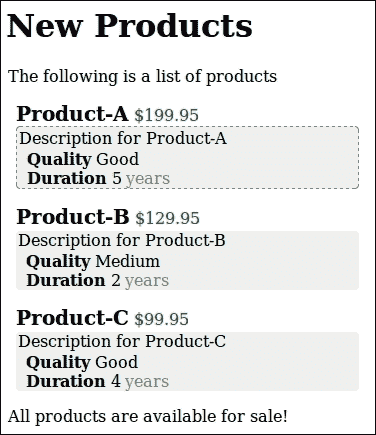 New Products
The following is a list of products
Product-A $199.95
Description for Product-A
Quality Good
Duration 5 years
Product-B $129.95
Description for Product-B
Quality Medium
Duration 2 years
Product-C $99.95
Description for Product-C
Quality Good
Duration 4 years
All products are available for sale!